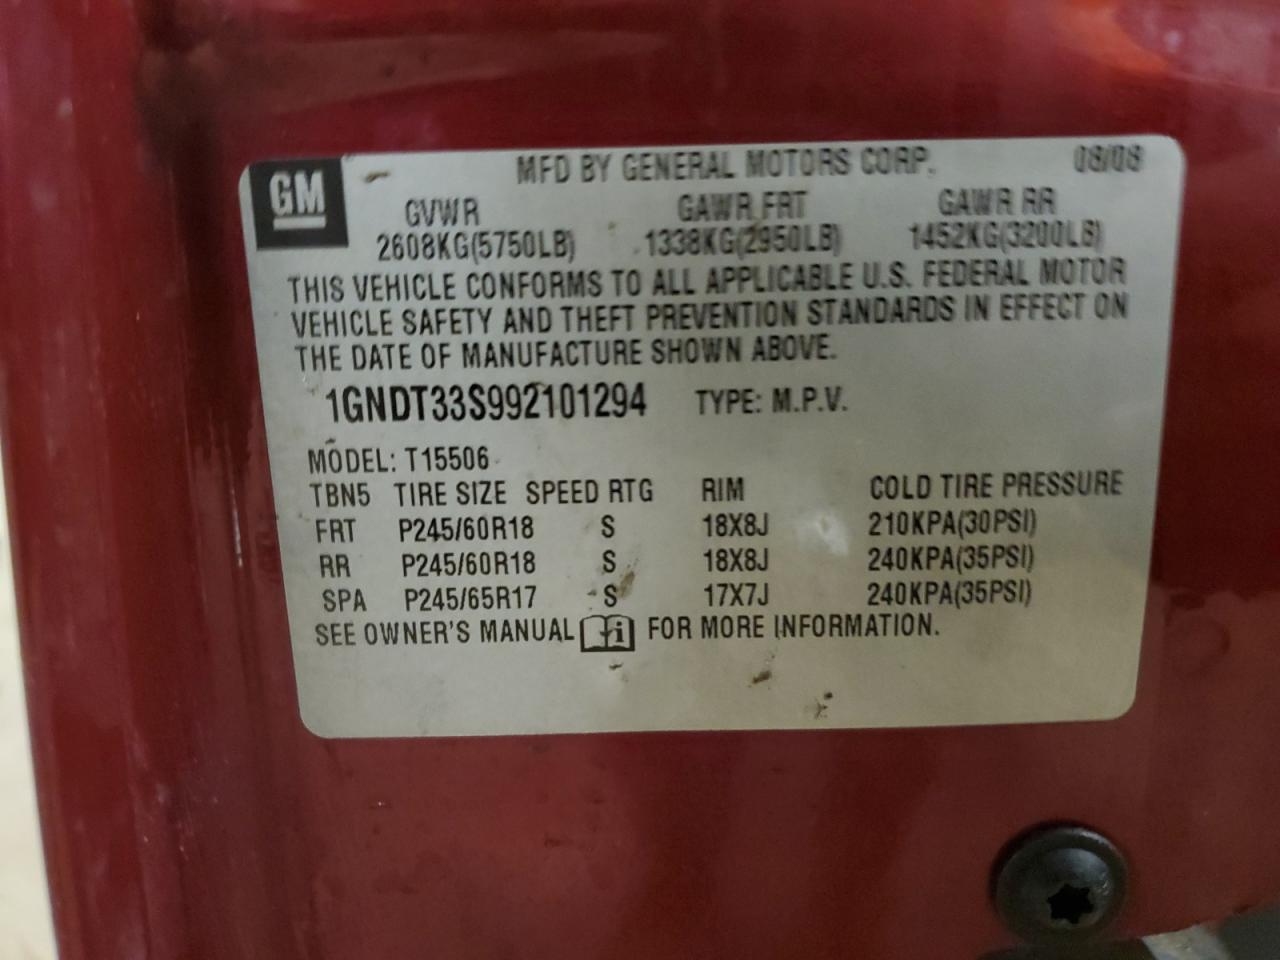 GM
MFD BY GENERAL MOTORS CORP. 08/08
GVWR GAWR FRT GAWR RR
2608KG(5750LB) 1338KG(2950LB) 1452KG(3200LB)
THIS VEHICLE CONFORMS TO ALL APPLICABLE U.S. FEDERAL MOTOR
VEHICLE SAFETY AND THEFT PREVENTION STANDARDS IN EFFECT ON
THE DATE OF MANUFACTURE SHOWN ABOVE.
1GNDT33S992101294 TYPE: M.P.V.
MODEL: T15506
TBN5 TIRE SIZE SPEED RTG RIM COLD TIRE PRESSURE
FRT P245/60R18 S 18X8J 210KPA(30PSI)
RR P245/60R18 S 18X8J 240KPA(35PSI)
SPA P245/65R17 S 17X7J 240KPA(35PSI)
SEE OWNER'S MANUAL i FOR MORE INFORMATION.